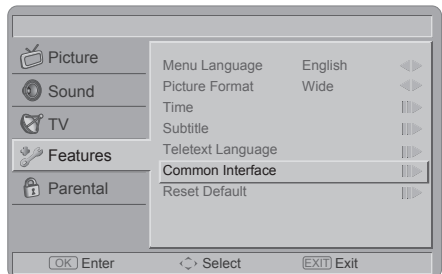 Picture
Sound
TV
Features
Parental
Menu Language English
Picture Format Wide
Time
Subtitle
Teletext Language
Common Interface
Reset Default
OK Enter Select EXIT Exit